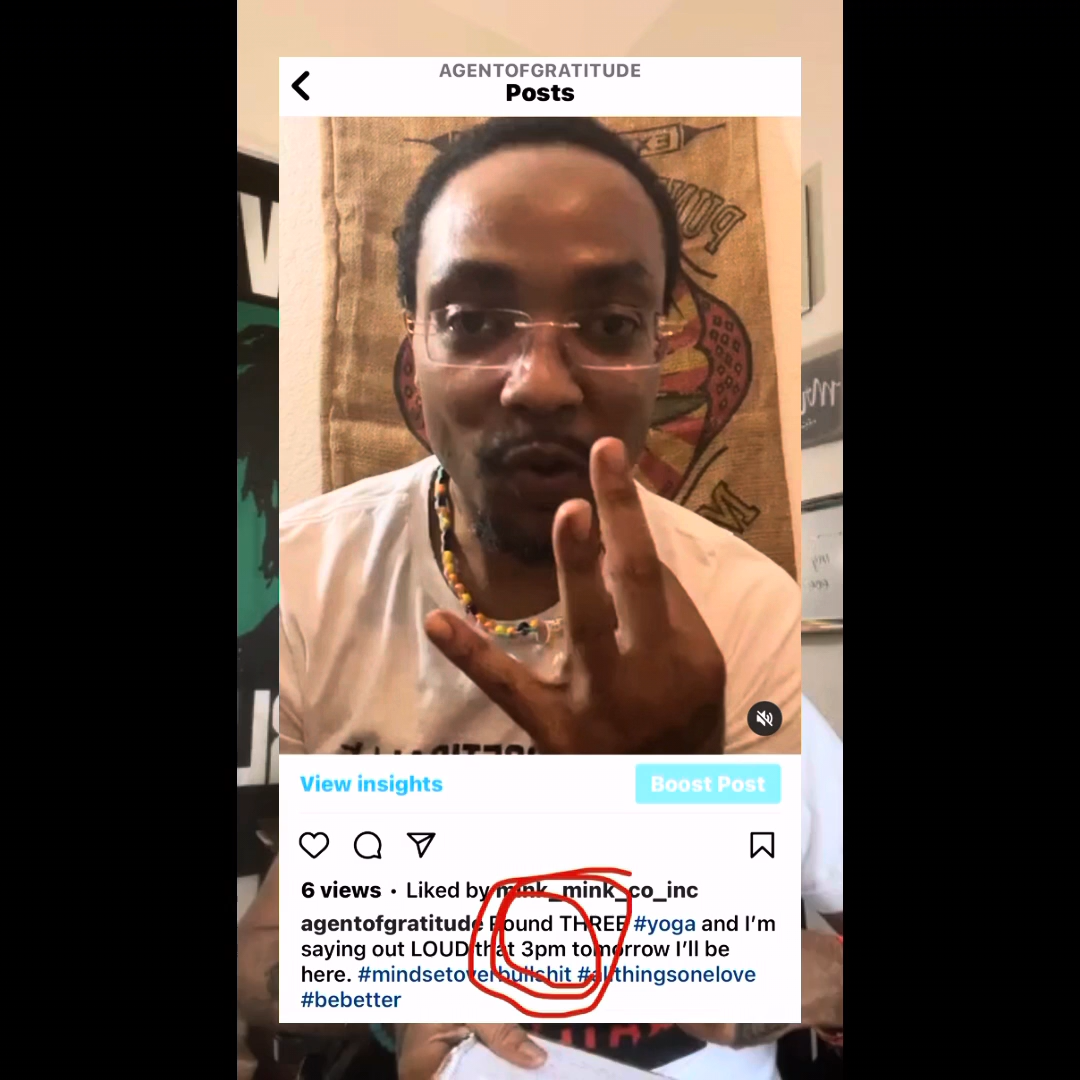 AGENTOFGRATITUDE
Posts
View insights
Boost Post
6 views • Liked by mink_mink_co_inc
agentofgratitude Round THREE #yoga and I’m
saying out LOUD that 3pm tomorrow I’ll be
here. #mindsetoverbullshit #allthingsonelove
#bebetter